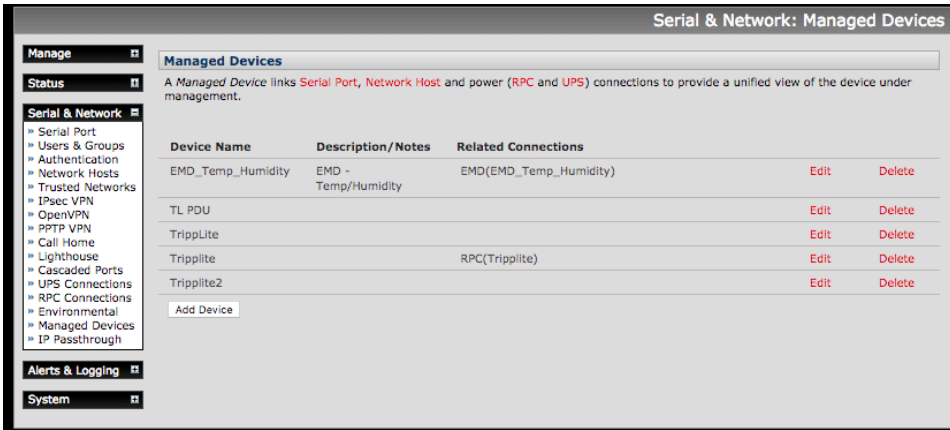 Serial & Network: Managed Devices
Manage
Status
Serial & Network
» Serial Port
» Users & Groups
» Authentication
» Network Hosts
» Trusted Networks
» IPsec VPN
» OpenVPN
» PPTP VPN
» Call Home
» Lighthouse
» Cascaded Ports
» UPS Connections
» RPC Connections
» Environmental
» Managed Devices
» IP Passthrough
Alerts & Logging
System
Managed Devices
A Managed Device links Serial Port, Network Host and power (RPC and UPS) connections to provide a unified view of the device under
management.
Device Name Description/Notes Related Connections
EMD_Temp_Humidity EMD - EMD(EMD_Temp_Humidity) Edit Delete
Temp/Humidity
TL PDU Edit Delete
TrippLite Edit Delete
Tripplite RPC(Tripplite) Edit Delete
Tripplite2 Edit Delete
Add Device